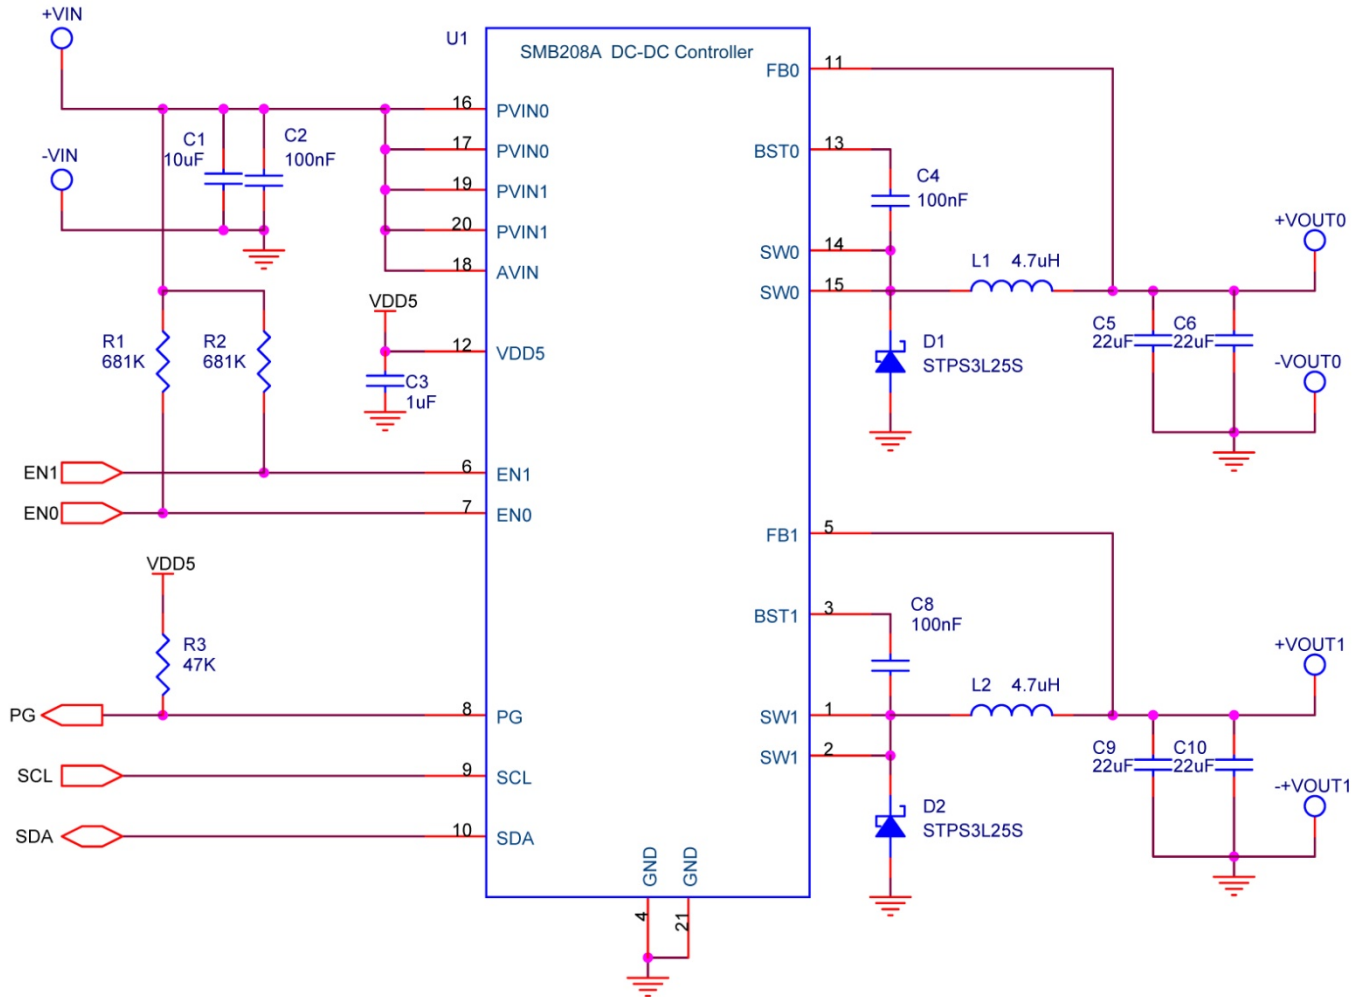 +VIN
U1
SMB208A DC-DC Controller
FB0
11
16
PVIN0
C1
10uF
C2
100nF
17
PVIN0
BST0
13
-VIN
19
PVIN1
C4
100nF
20
PVIN1
+VOUT0
SW0
14
18
AVIN
L1 4.7uH
SW0
15
VDD5
R1
681K
R2
681K
12
VDD5
C3
1uF
D1
STPS3L25S
C5
22uF
C6
22uF
-VOUT0
EN1
6
EN1
EN0
7
EN0
FB1
5
VDD5
BST1
3
C8
100nF
R3
47K
+VOUT1
L2 4.7uH
PG
8
PG
SW1
1
SW1
2
C9
22uF
C10
22uF
SCL
9
SCL
-+VOUT1
D2
STPS3L25S
SDA
10
SDA
GND
GND
4
21